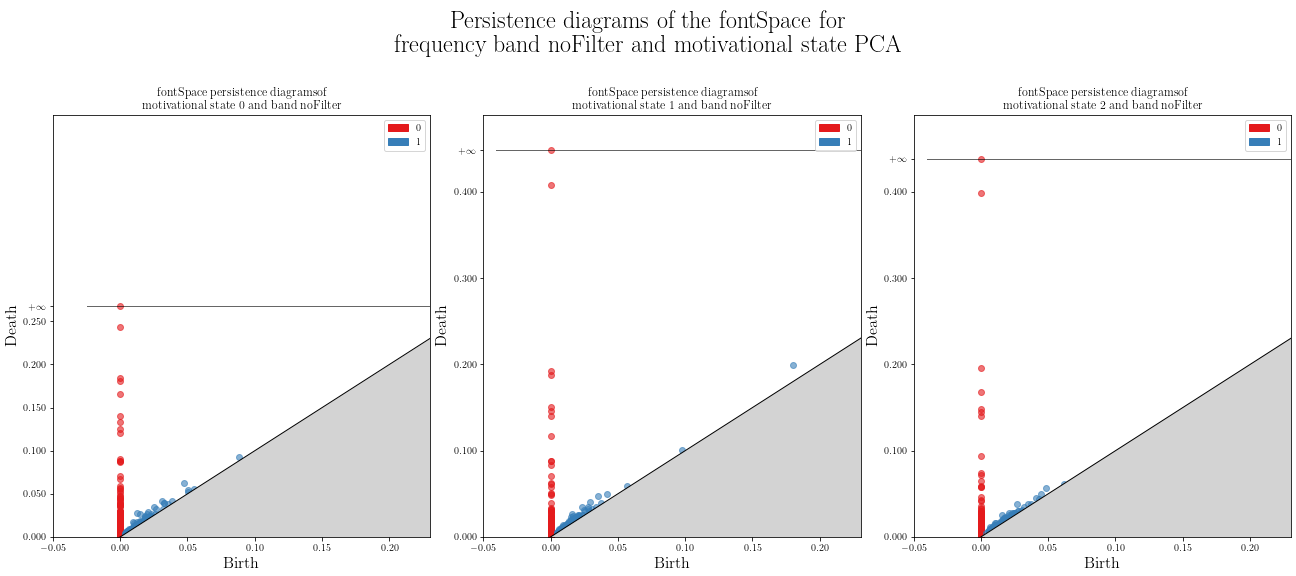 Persistence diagrams of the fontSpace for
frequency band noFilter and motivational state PCA
fontSpace persistence diagramsof
motivational state 0 and band noFilter
0
1
+∞
0.250
0.200
0.150
0.100
0.050
0.000
Death
−0.05 0.00 0.05 0.10 0.15 0.20
Birth
fontSpace persistence diagramsof
motivational state 1 and band noFilter
0
1
+∞
0.400
0.300
0.200
0.100
0.000
Death
−0.05 0.00 0.05 0.10 0.15 0.20
Birth
fontSpace persistence diagramsof
motivational state 2 and band noFilter
0
1
+∞
0.400
0.300
0.200
0.100
0.000
Death
−0.05 0.00 0.05 0.10 0.15 0.20
Birth